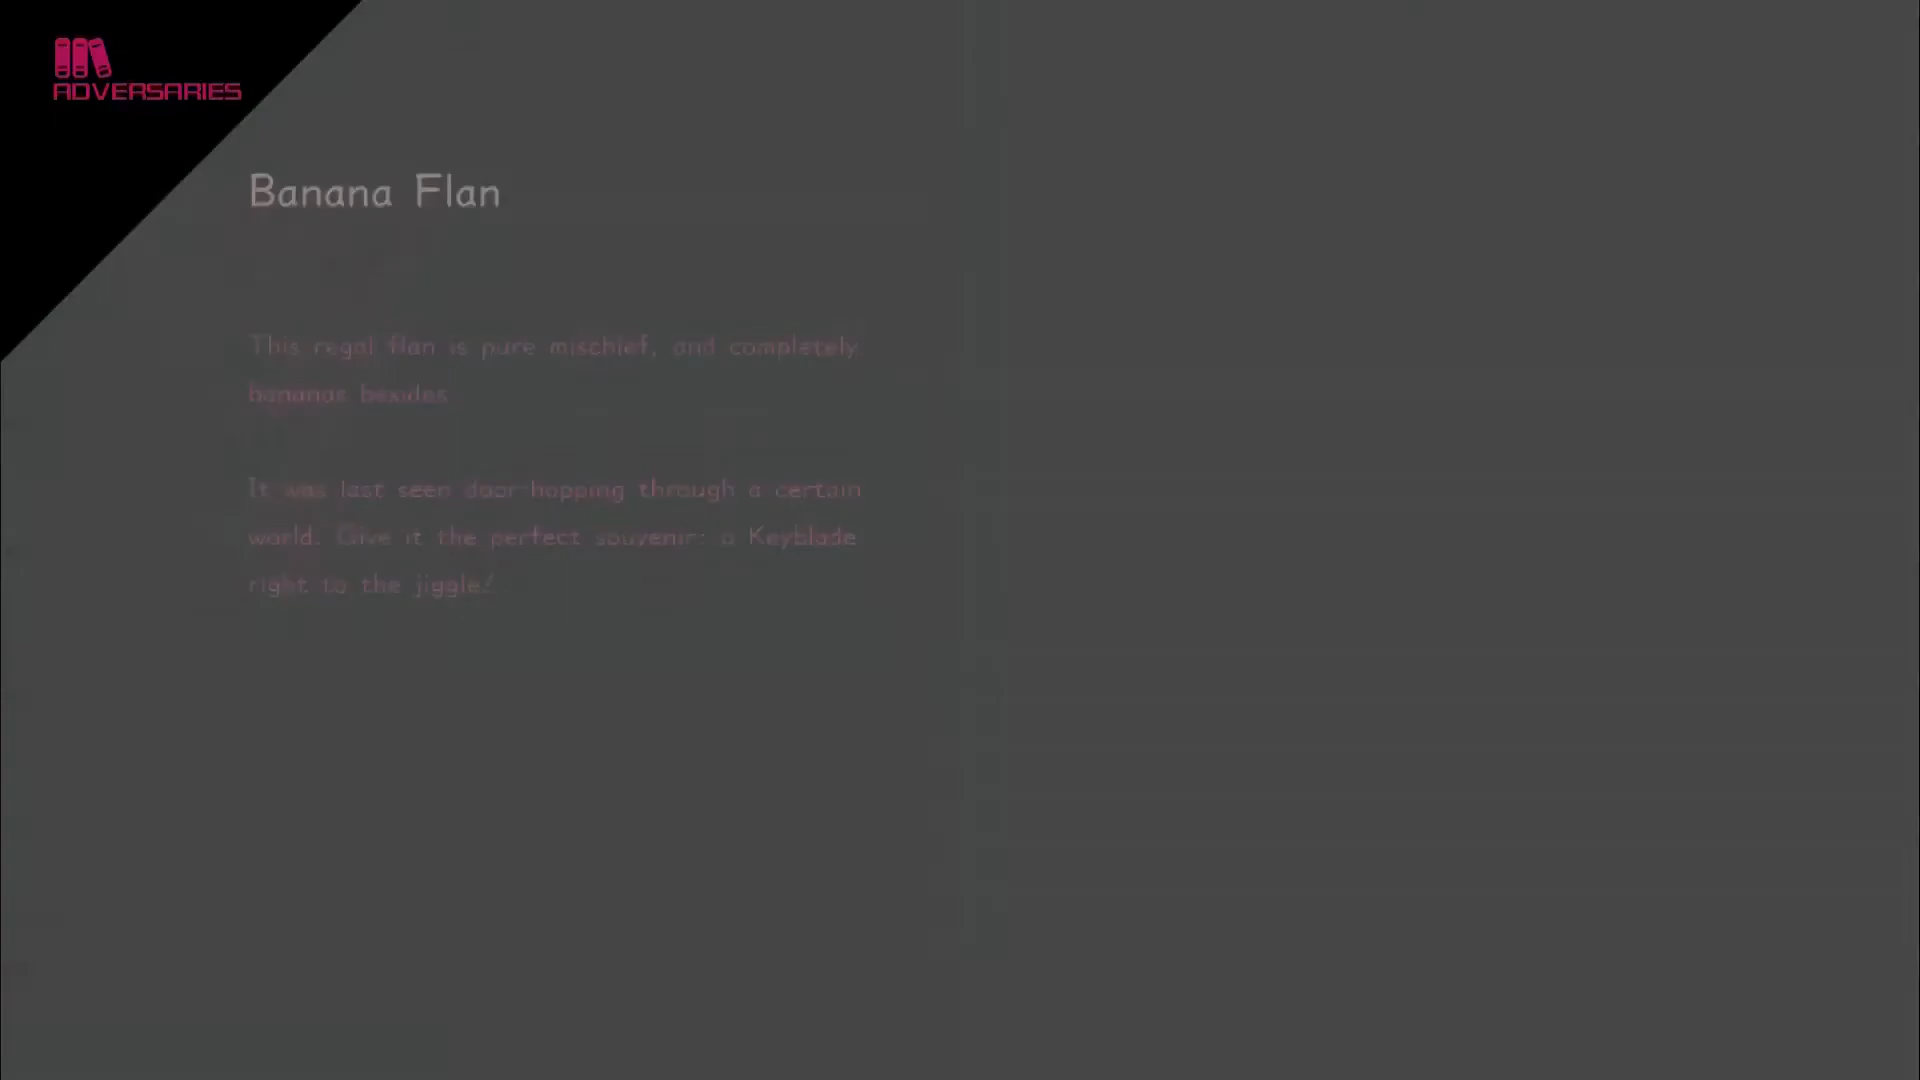 ADVERSARIES
Banana Flan
This regal flan is pure mischief, and completely
bananas besides.
It was last seen door-hopping through a certain
world. Give it the perfect souvenir: a Keyblade
right to the jiggle!